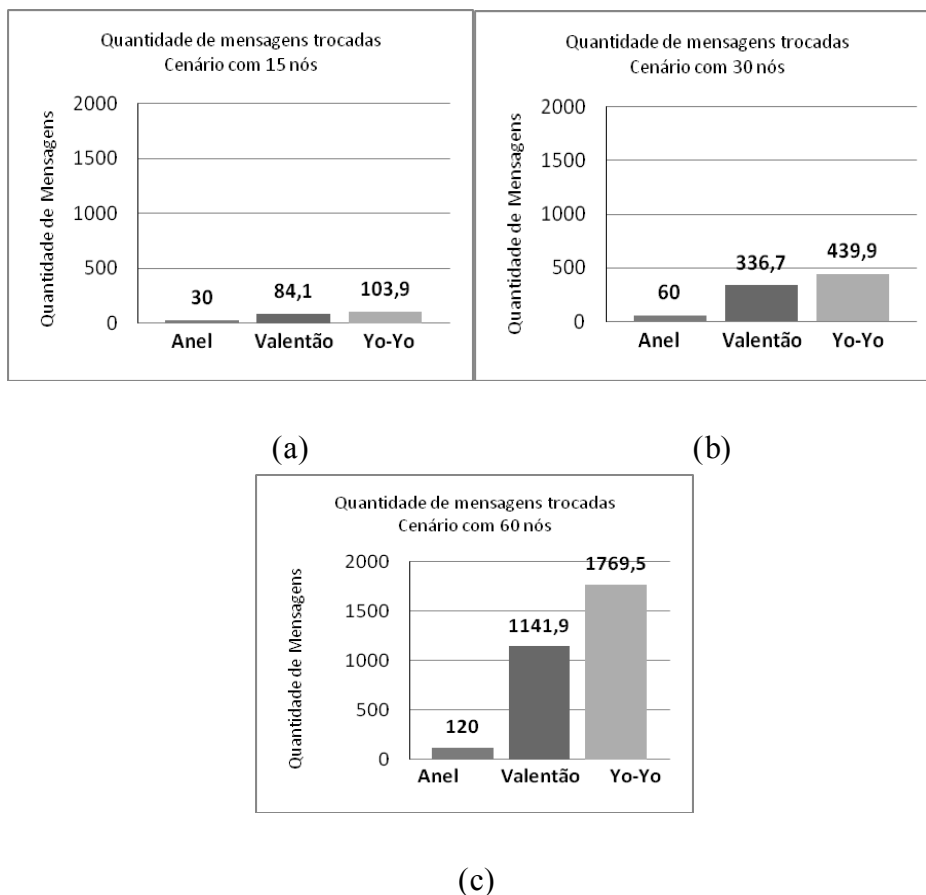 Quantidade de mensagens trocadas
Cenário com 15 nós
Quantidade de Mensagens
2000
1500
1000
500
0
30
84,1
103,9
Anel Valentão Yo-Yo
Quantidade de mensagens trocadas
Cenário com 30 nós
Quantidade de Mensagens
2000
1500
1000
500
0
60
336,7
439,9
Anel Valentão Yo-Yo
(a) (b)
Quantidade de mensagens trocadas
Cenário com 60 nós
Quantidade de Mensagens
2000
1500
1000
500
0
120
1141,9
1769,5
Anel Valentão Yo-Yo
(c)